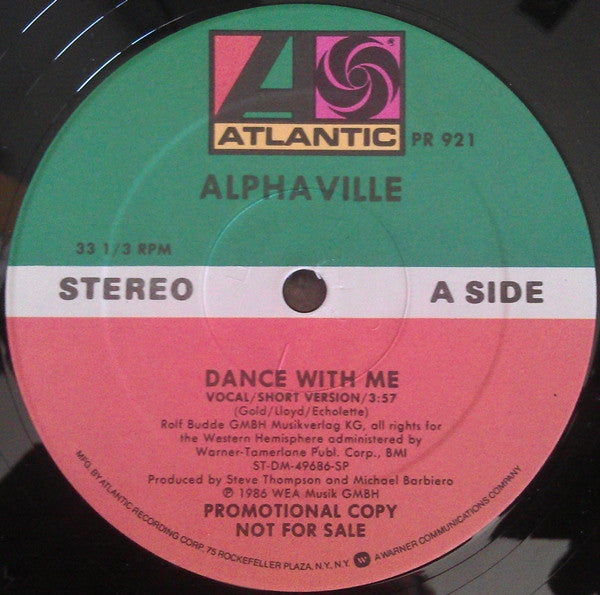 ATLANTIC
PR 921
ALPHAVILLE
33 1/3 RPM
STEREO
A SIDE
DANCE WITH ME
VOCAL/SHORT VERSION/3:57
(Gold/Lloyd/Echolette)
Rolf Budde GMBH Musikverlag KG, all rights for
the Western Hemisphere administered by
Warner-Tamerlane Publ. Corp., BMI
ST-DM-49686-SP
Produced by Steve Thompson and Michael Barbiero
℗ 1986 WEA Musik GMBH
PROMOTIONAL COPY
NOT FOR SALE
MFG. BY ATLANTIC RECORDING CORP. 75 ROCKEFELLER PLAZA, N.Y., N.Y. A WARNER COMMUNICATIONS COMPANY